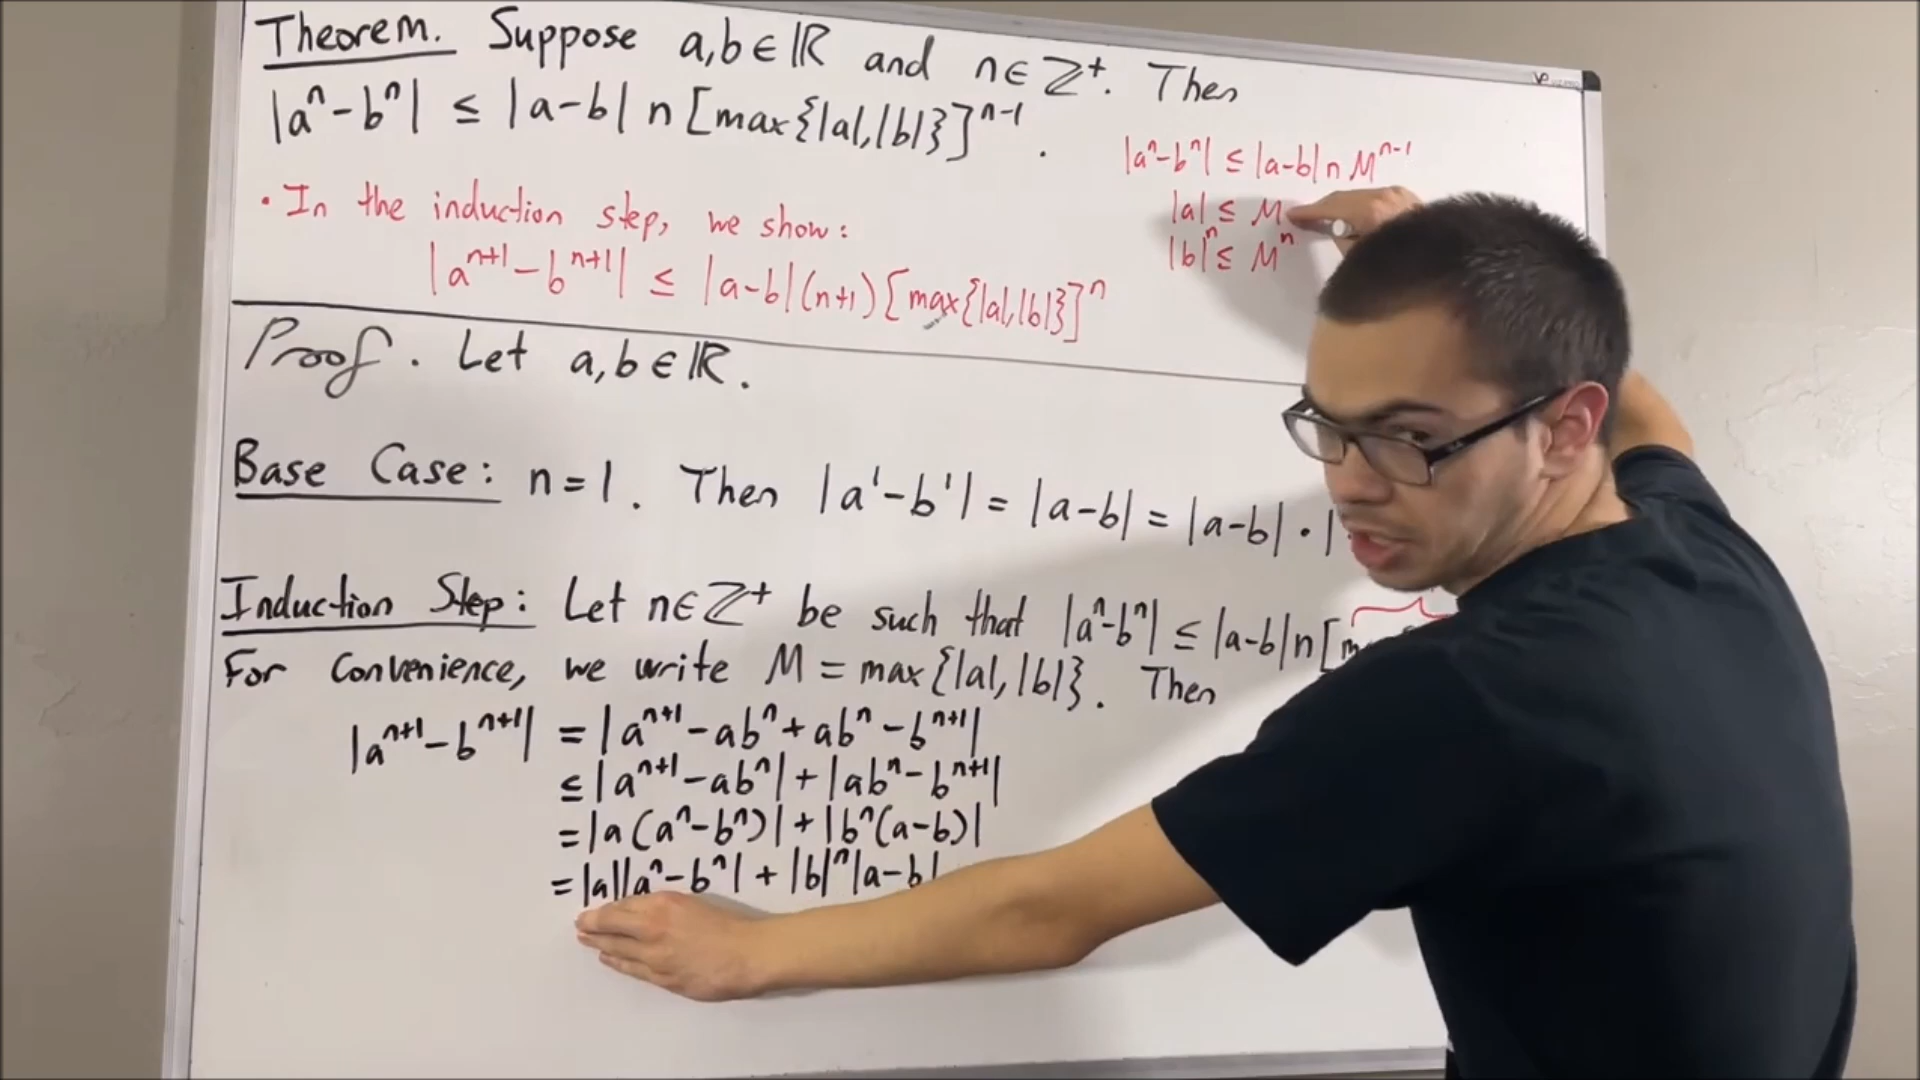 Theorem. Suppose a,b∈ℝ and n∈ℤ⁺. Then
|aⁿ-bⁿ| ≤ |a-b| n [max{|a|,|b|}]ⁿ⁻¹.
|aⁿ-bⁿ| ≤ |a-b| n Mⁿ⁻¹
|a| ≤ M
|b|ⁿ ≤ Mⁿ
• In the induction step, we show:
|aⁿ⁺¹-bⁿ⁺¹| ≤ |a-b|(n+1)[max{|a|,|b|}]ⁿ
Proof. Let a,b∈ℝ.
Base Case: n=1. Then |a¹-b¹| = |a-b| = |a-b|·1
Induction Step: Let n∈ℤ⁺ be such that |aⁿ-bⁿ| ≤ |a-b|n[
For convenience, we write M = max{|a|,|b|}. Then
|aⁿ⁺¹-bⁿ⁺¹| = |aⁿ⁺¹-abⁿ+abⁿ-bⁿ⁺¹|
≤ |aⁿ⁺¹-abⁿ|+|abⁿ-bⁿ⁺¹|
= |a(aⁿ-bⁿ)|+|bⁿ(a-b)|
= |a||aⁿ-bⁿ|+|b|ⁿ|a-b|